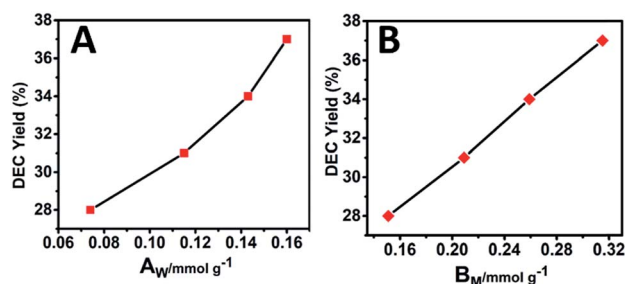 A
DEC Yield (%)
38
36
34
32
30
28
0.06 0.08 0.10 0.12 0.14 0.16
A_W/mmol g⁻¹
B
DEC Yield (%)
38
36
34
32
30
28
0.16 0.20 0.24 0.28 0.32
B_M/mmol g⁻¹